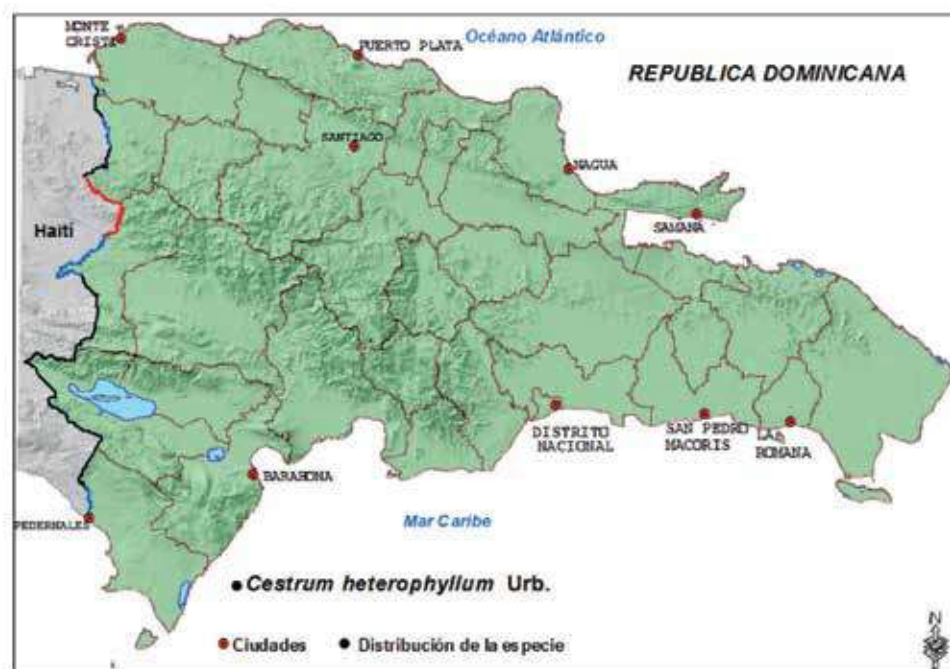 MONTE
CRISTI
PUERTO PLATA
Océano Atlántico
REPUBLICA DOMINICANA
SANTIAGO
NAGUA
SAMANA
Haití
DISTRITO
NACIONAL
SAN PEDRO
MACORIS
LA
ROMANA
BARAHONA
PEDERNALES
Mar Caribe
Cestrum heterophyllum Urb.
Ciudades
Distribución de la especie
N